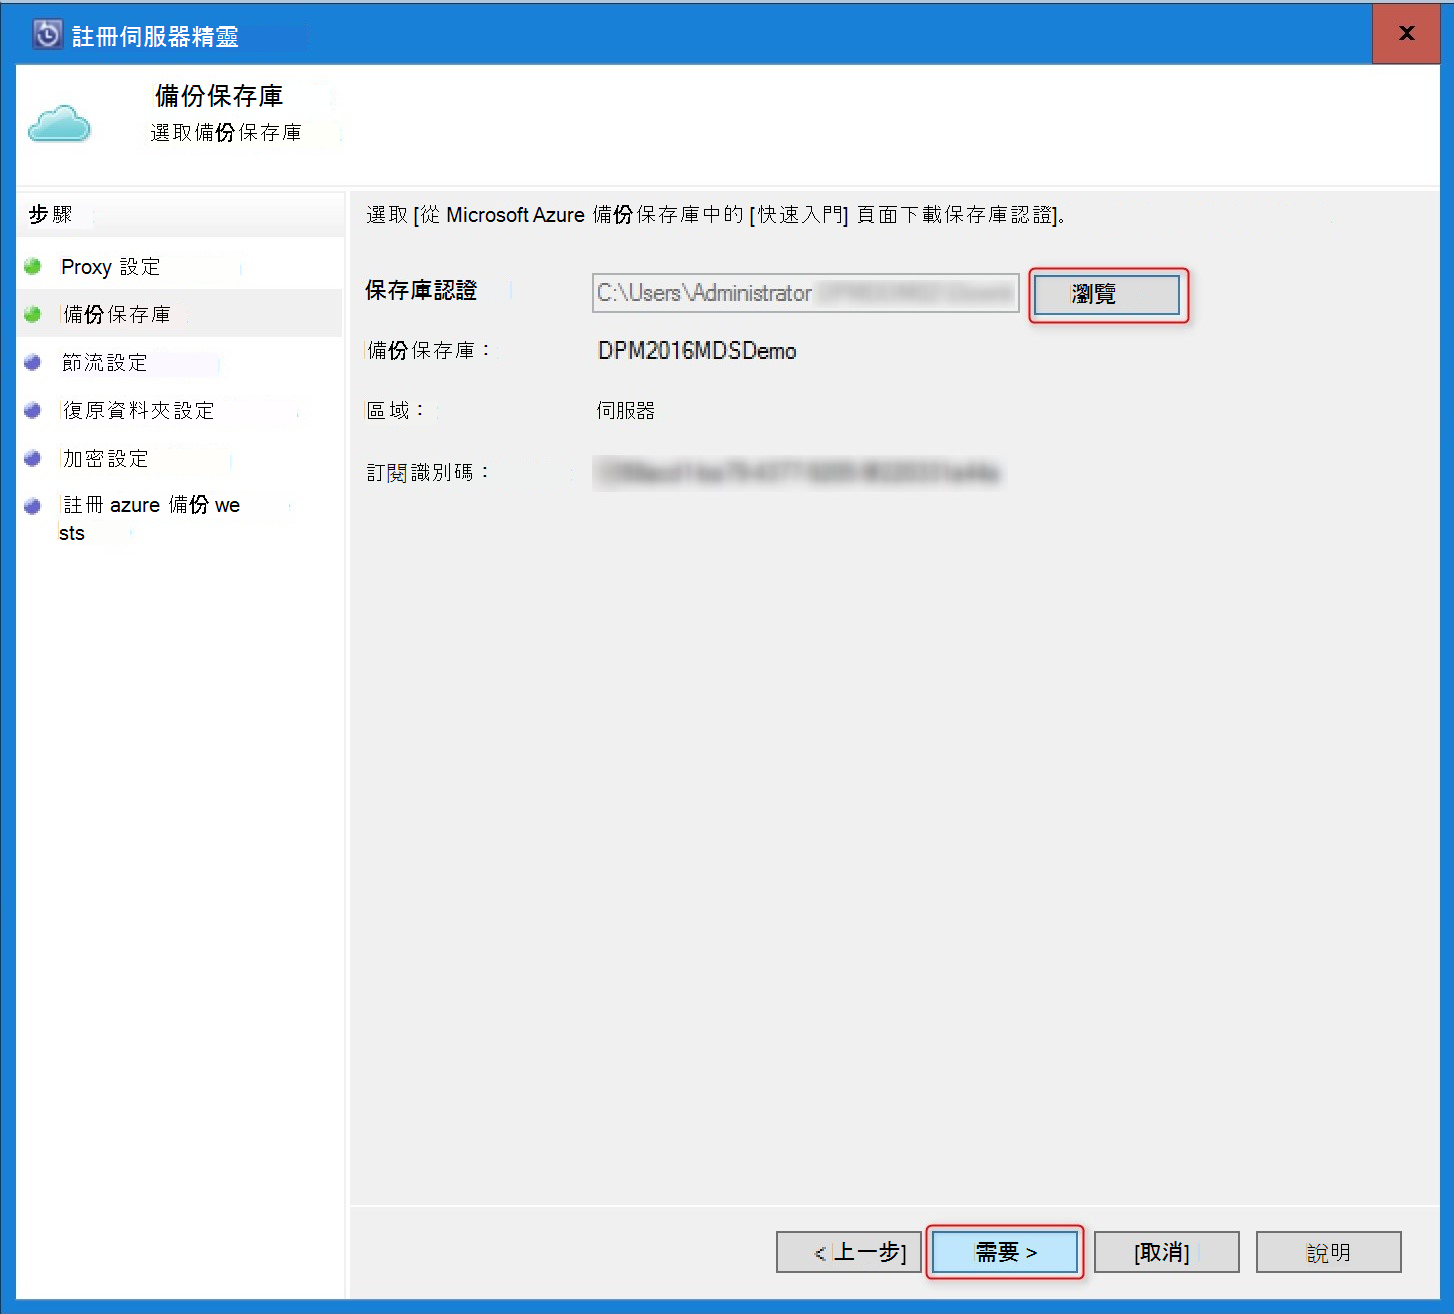 註冊伺服器精靈
x
備份保存庫
選取備份保存庫
步驟
Proxy 設定
備份保存庫
節流設定
復原資料夾設定
加密設定
註冊 azure 備份 we
sts
選取 [從 Microsoft Azure 備份保存庫中的 [快速入門] 頁面下載保存庫認證]。
保存庫認證
C:\Users\Administrator
瀏覽
備份保存庫：
DPM2016MDSDemo
區域：
伺服器
訂閱識別碼：
< 上一步]
需要 >
[取消]
說明